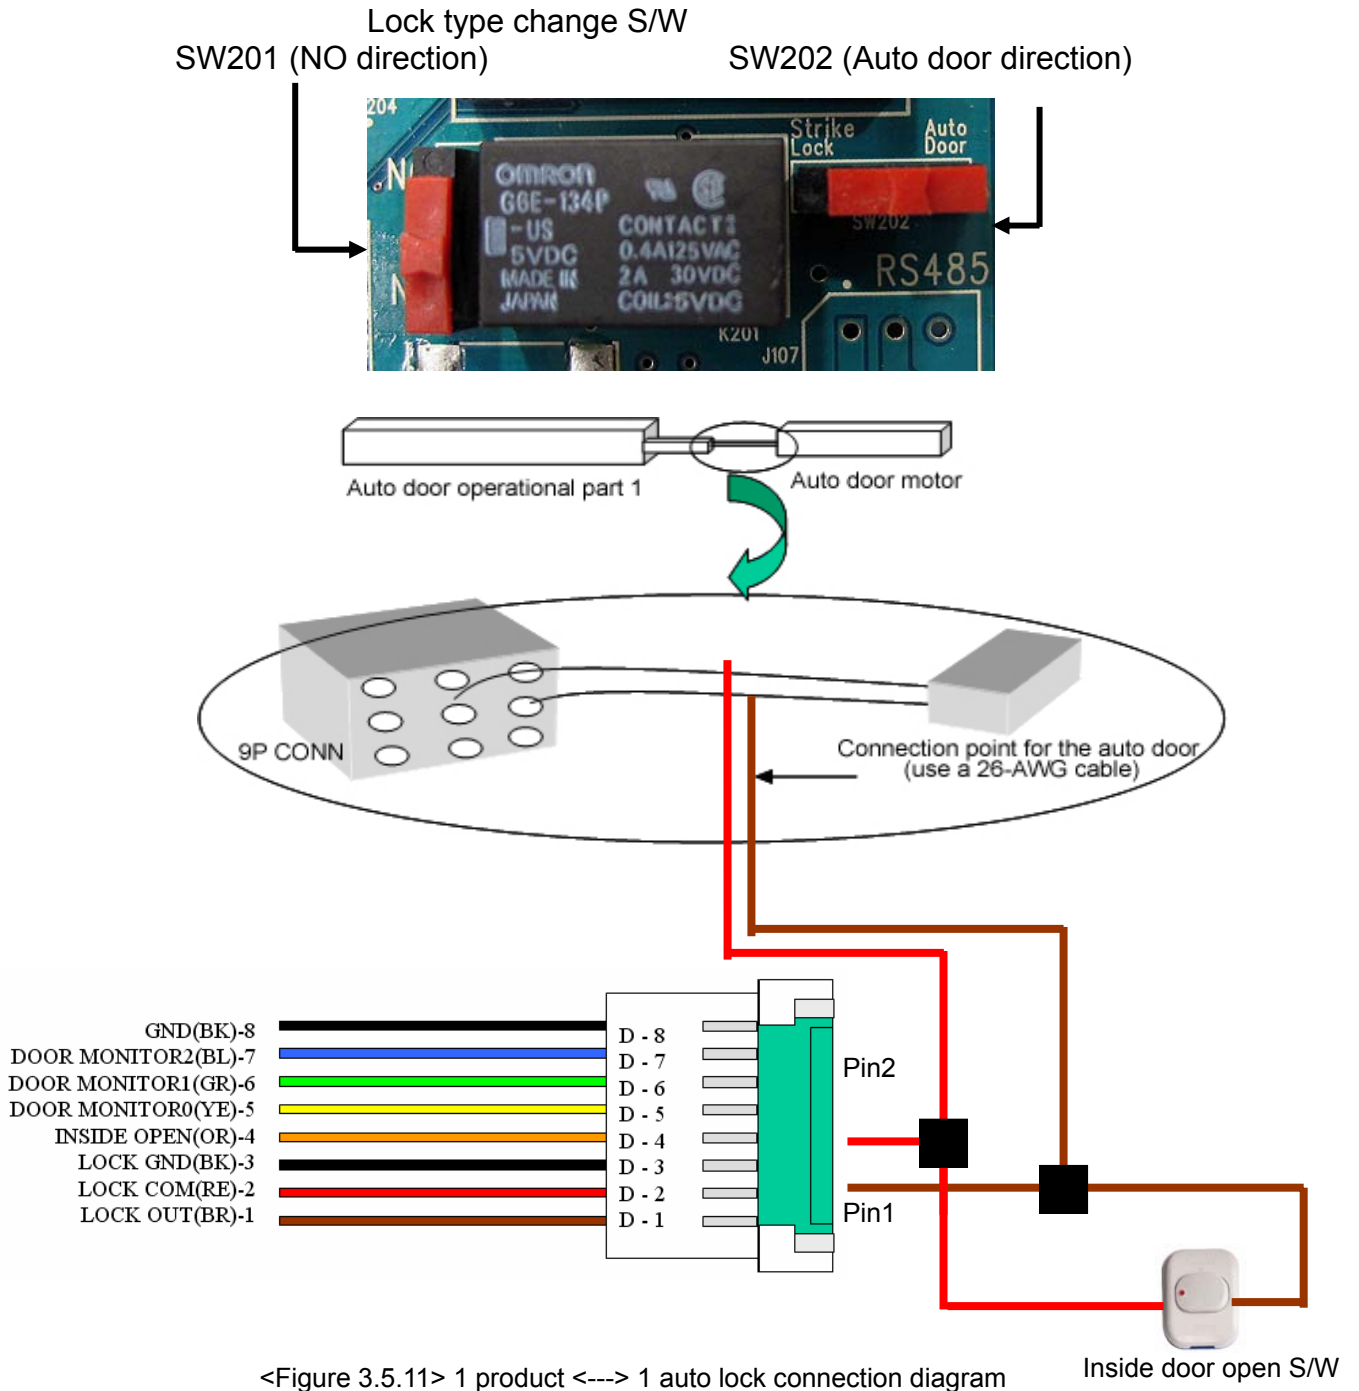 Lock type change S/W
SW201 (NO direction)
SW202 (Auto door direction)
204
Strike Lock
Auto Door
OMRON
G6E-134P
-US
5VDC
MADE IN
JAPAN
CONTACT:
0.4A125VAC
2A 30VDC
COIL:5VDC
SW202
RS485
K201
J107
Auto door operational part 1
Auto door motor
9P CONN
Connection point for the auto door
(use a 26-AWG cable)
GND(BK)-8
DOOR MONITOR2(BL)-7
DOOR MONITOR1(GR)-6
DOOR MONITOR0(YE)-5
INSIDE OPEN(OR)-4
LOCK GND(BK)-3
LOCK COM(RE)-2
LOCK OUT(BR)-1
D - 8
D - 7
D - 6
D - 5
D - 4
D - 3
D - 2
D - 1
Pin2
Pin1
Inside door open S/W
<Figure 3.5.11> 1 product <---> 1 auto lock connection diagram